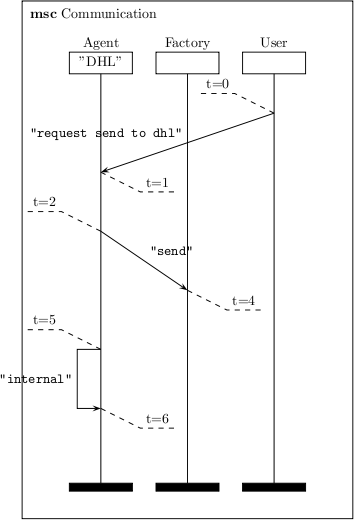 msc Communication
Agent Factory User
"DHL"
t=0
"request send to dhl"
t=1
t=2
"send"
t=4
t=5
"internal"
t=6